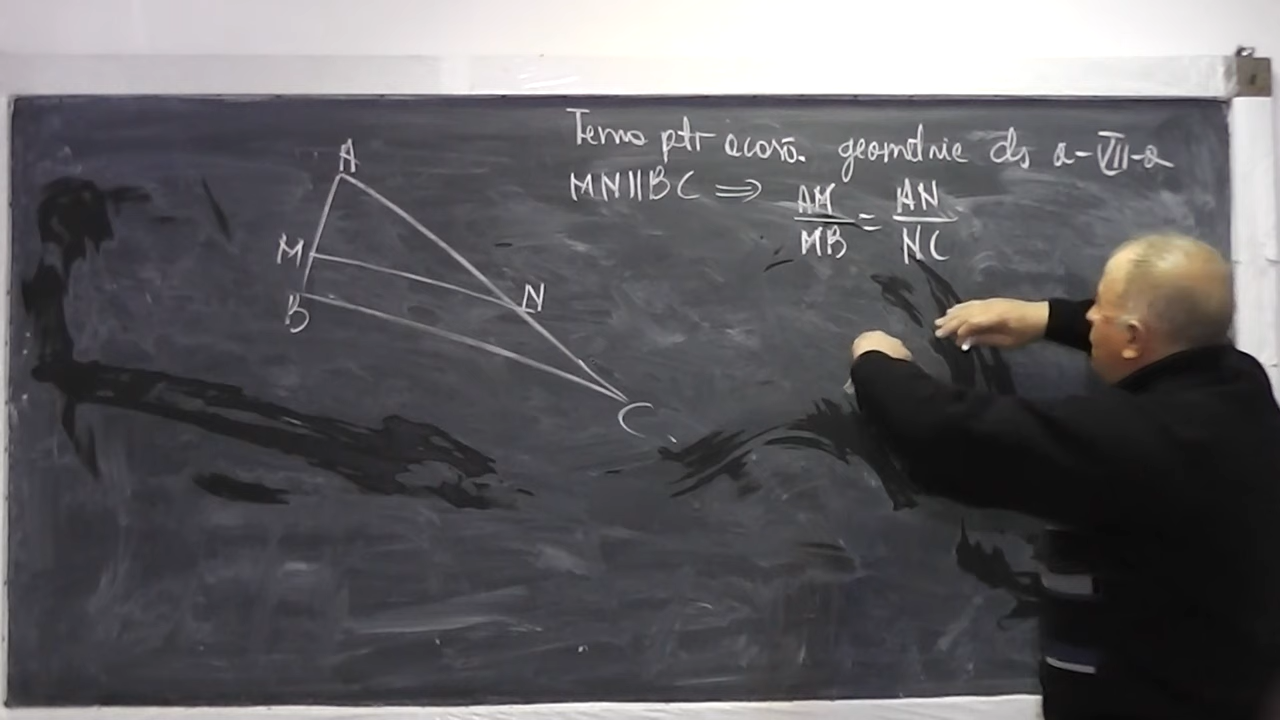 Tema ptr acasă. geometrie cls a-VII-a
MN||BC ⇒ AM/MB = AN/NC
A
M
N
B
C